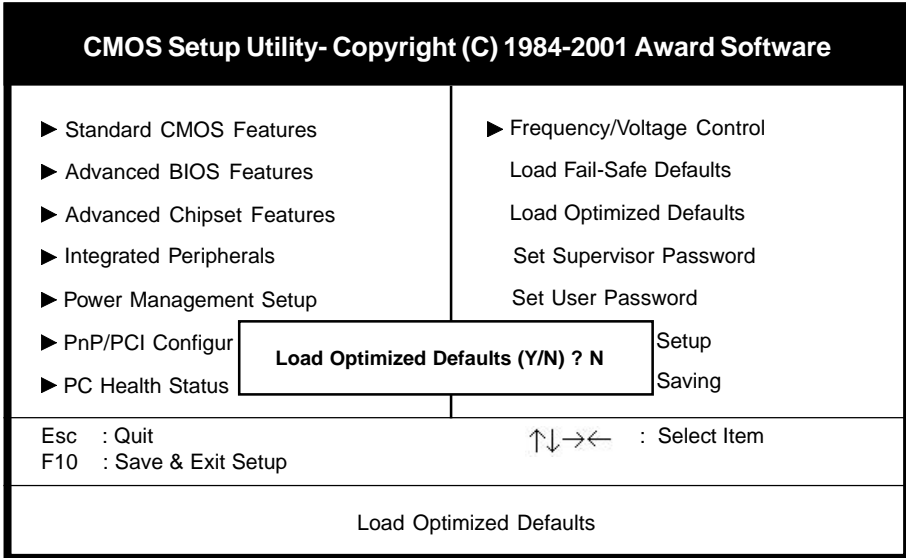 CMOS Setup Utility- Copyright (C) 1984-2001 Award Software
▶ Standard CMOS Features
▶ Advanced BIOS Features
▶ Advanced Chipset Features
▶ Integrated Peripherals
▶ Power Management Setup
▶ PnP/PCI Configur
▶ PC Health Status
▶ Frequency/Voltage Control
Load Fail-Safe Defaults
Load Optimized Defaults
Set Supervisor Password
Set User Password
Setup
Saving
Load Optimized Defaults (Y/N) ? N
Esc : Quit
F10 : Save & Exit Setup
↑↓→← : Select Item
Load Optimized Defaults